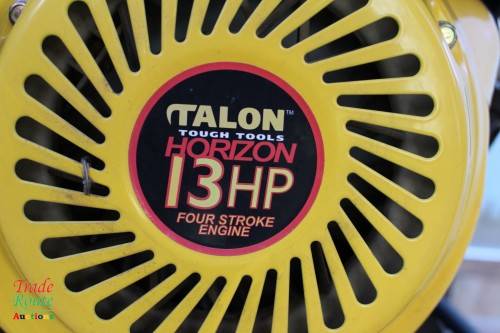 TALON™
TOUGH TOOLS
HORIZON
13HP
FOUR STROKE
ENGINE
Trade
Route
Auctions